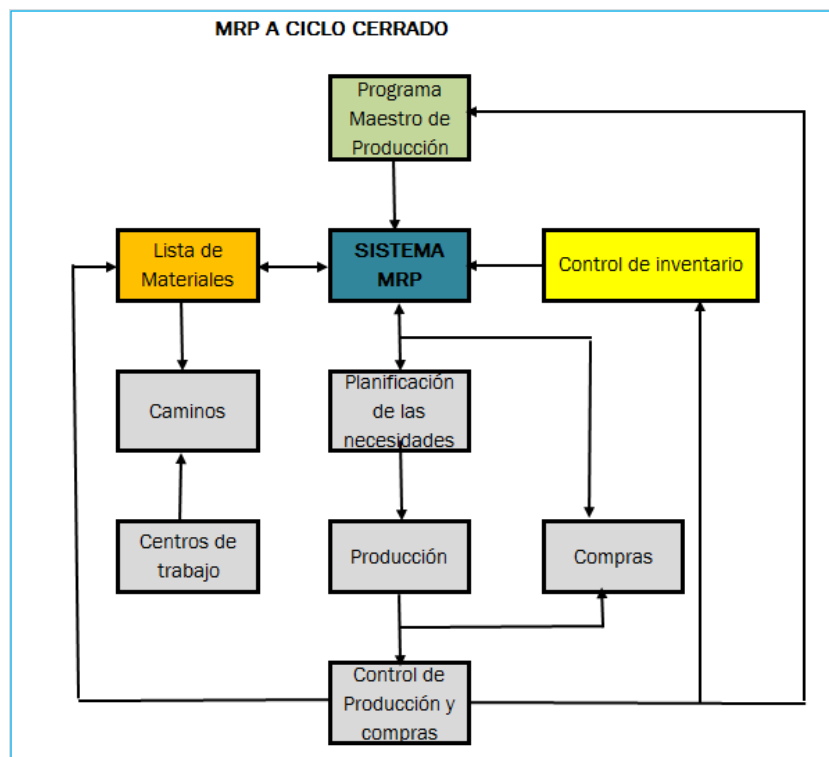 MRP A CICLO CERRADO
Programa
Maestro de
Producción
Lista de
Materiales
SISTEMA
MRP
Control de inventario
Caminos
Planificación
de las
necesidades
Centros de
trabajo
Producción
Compras
Control de
Producción y
compras